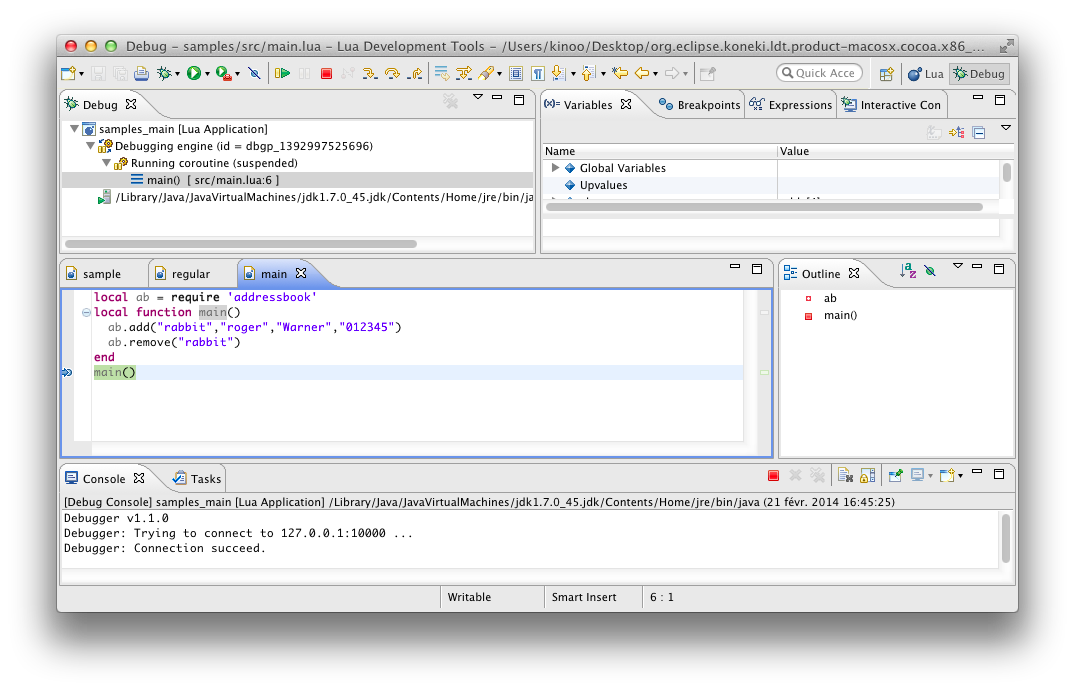 Debug – samples/src/main.lua – Lua Development Tools – /Users/kinoo/Desktop/org.eclipse.koneki.ldt.product-macosx.cocoa.x86_...
Quick Acce
Lua
Debug
Debug
samples_main [Lua Application]
Debugging engine (id = dbgp_1392997525696)
Running coroutine (suspended)
main() [ src/main.lua:6 ]
/Library/Java/JavaVirtualMachines/jdk1.7.0_45.jdk/Contents/Home/jre/bin/ja
(x)= Variables
Breakpoints
Expressions
Interactive Con
Name Value
Global Variables
Upvalues
sample
regular
main
local ab = require 'addressbook'
local function main()
ab.add("rabbit","roger","Warner","012345")
ab.remove("rabbit")
end
main()
Outline
ab
main()
Console
Tasks
[Debug Console] samples_main [Lua Application] /Library/Java/JavaVirtualMachines/jdk1.7.0_45.jdk/Contents/Home/jre/bin/java (21 févr. 2014 16:45:25)
Debugger v1.1.0
Debugger: Trying to connect to 127.0.0.1:10000 ...
Debugger: Connection succeed.
Writable
Smart Insert
6 : 1